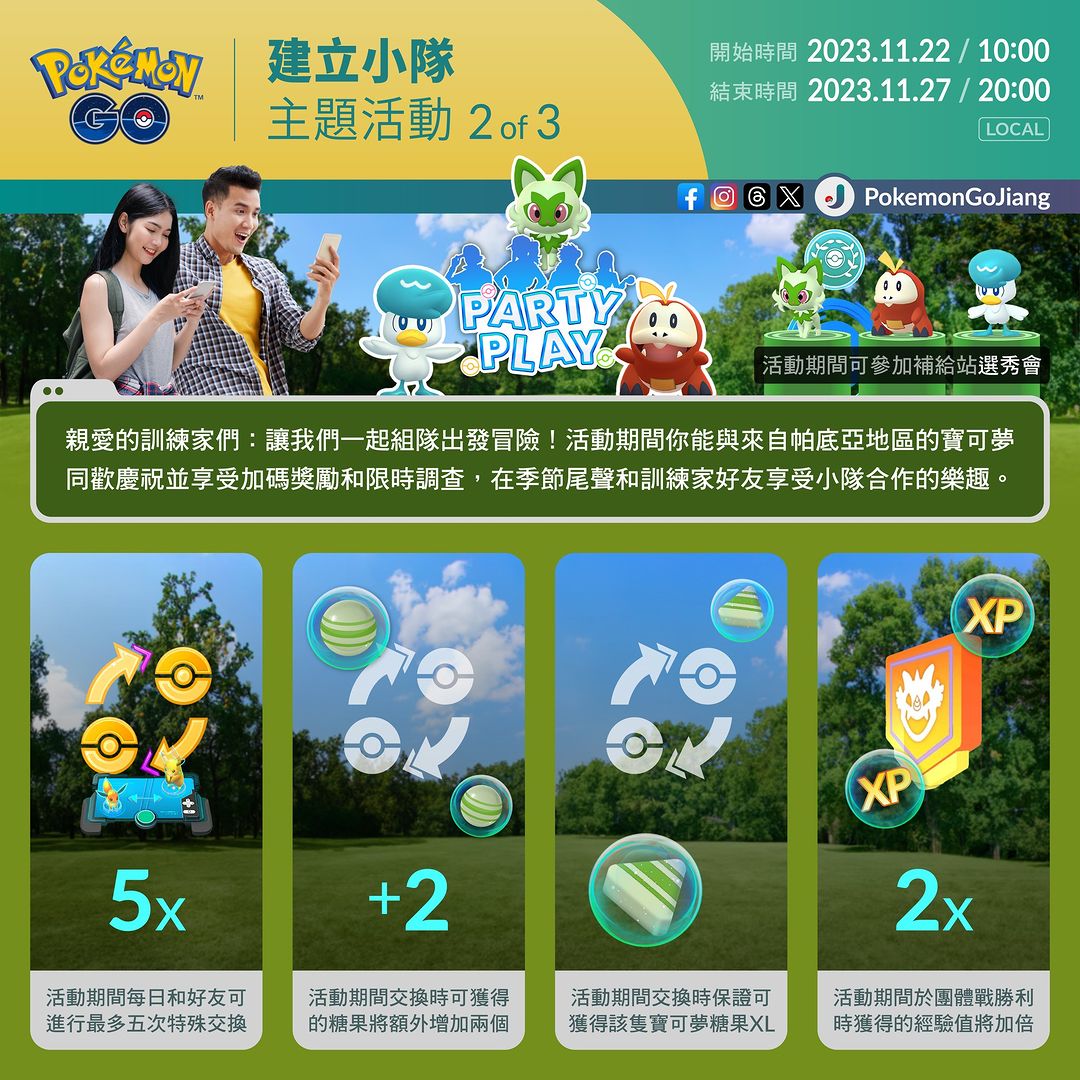 POKéMON
GO
TM
建立小隊
主題活動 2 of 3
開始時間 2023.11.22 / 10:00
結束時間 2023.11.27 / 20:00
LOCAL
PokemonGoJiang
PARTY
PLAY
活動期間可參加補給站選秀會
親愛的訓練家們：讓我們一起組隊出發冒險！活動期間你能與來自帕底亞地區的寶可夢
同歡慶祝並享受加碼獎勵和限時調查，在季節尾聲和訓練家好友享受小隊合作的樂趣。
5x
活動期間每日和好友可
進行最多五次特殊交換
+2
活動期間交換時可獲得
的糖果將額外增加兩個
活動期間交換時保證可
獲得該隻寶可夢糖果XL
XP
XP
2x
活動期間於團體戰勝利
時獲得的經驗值將加倍